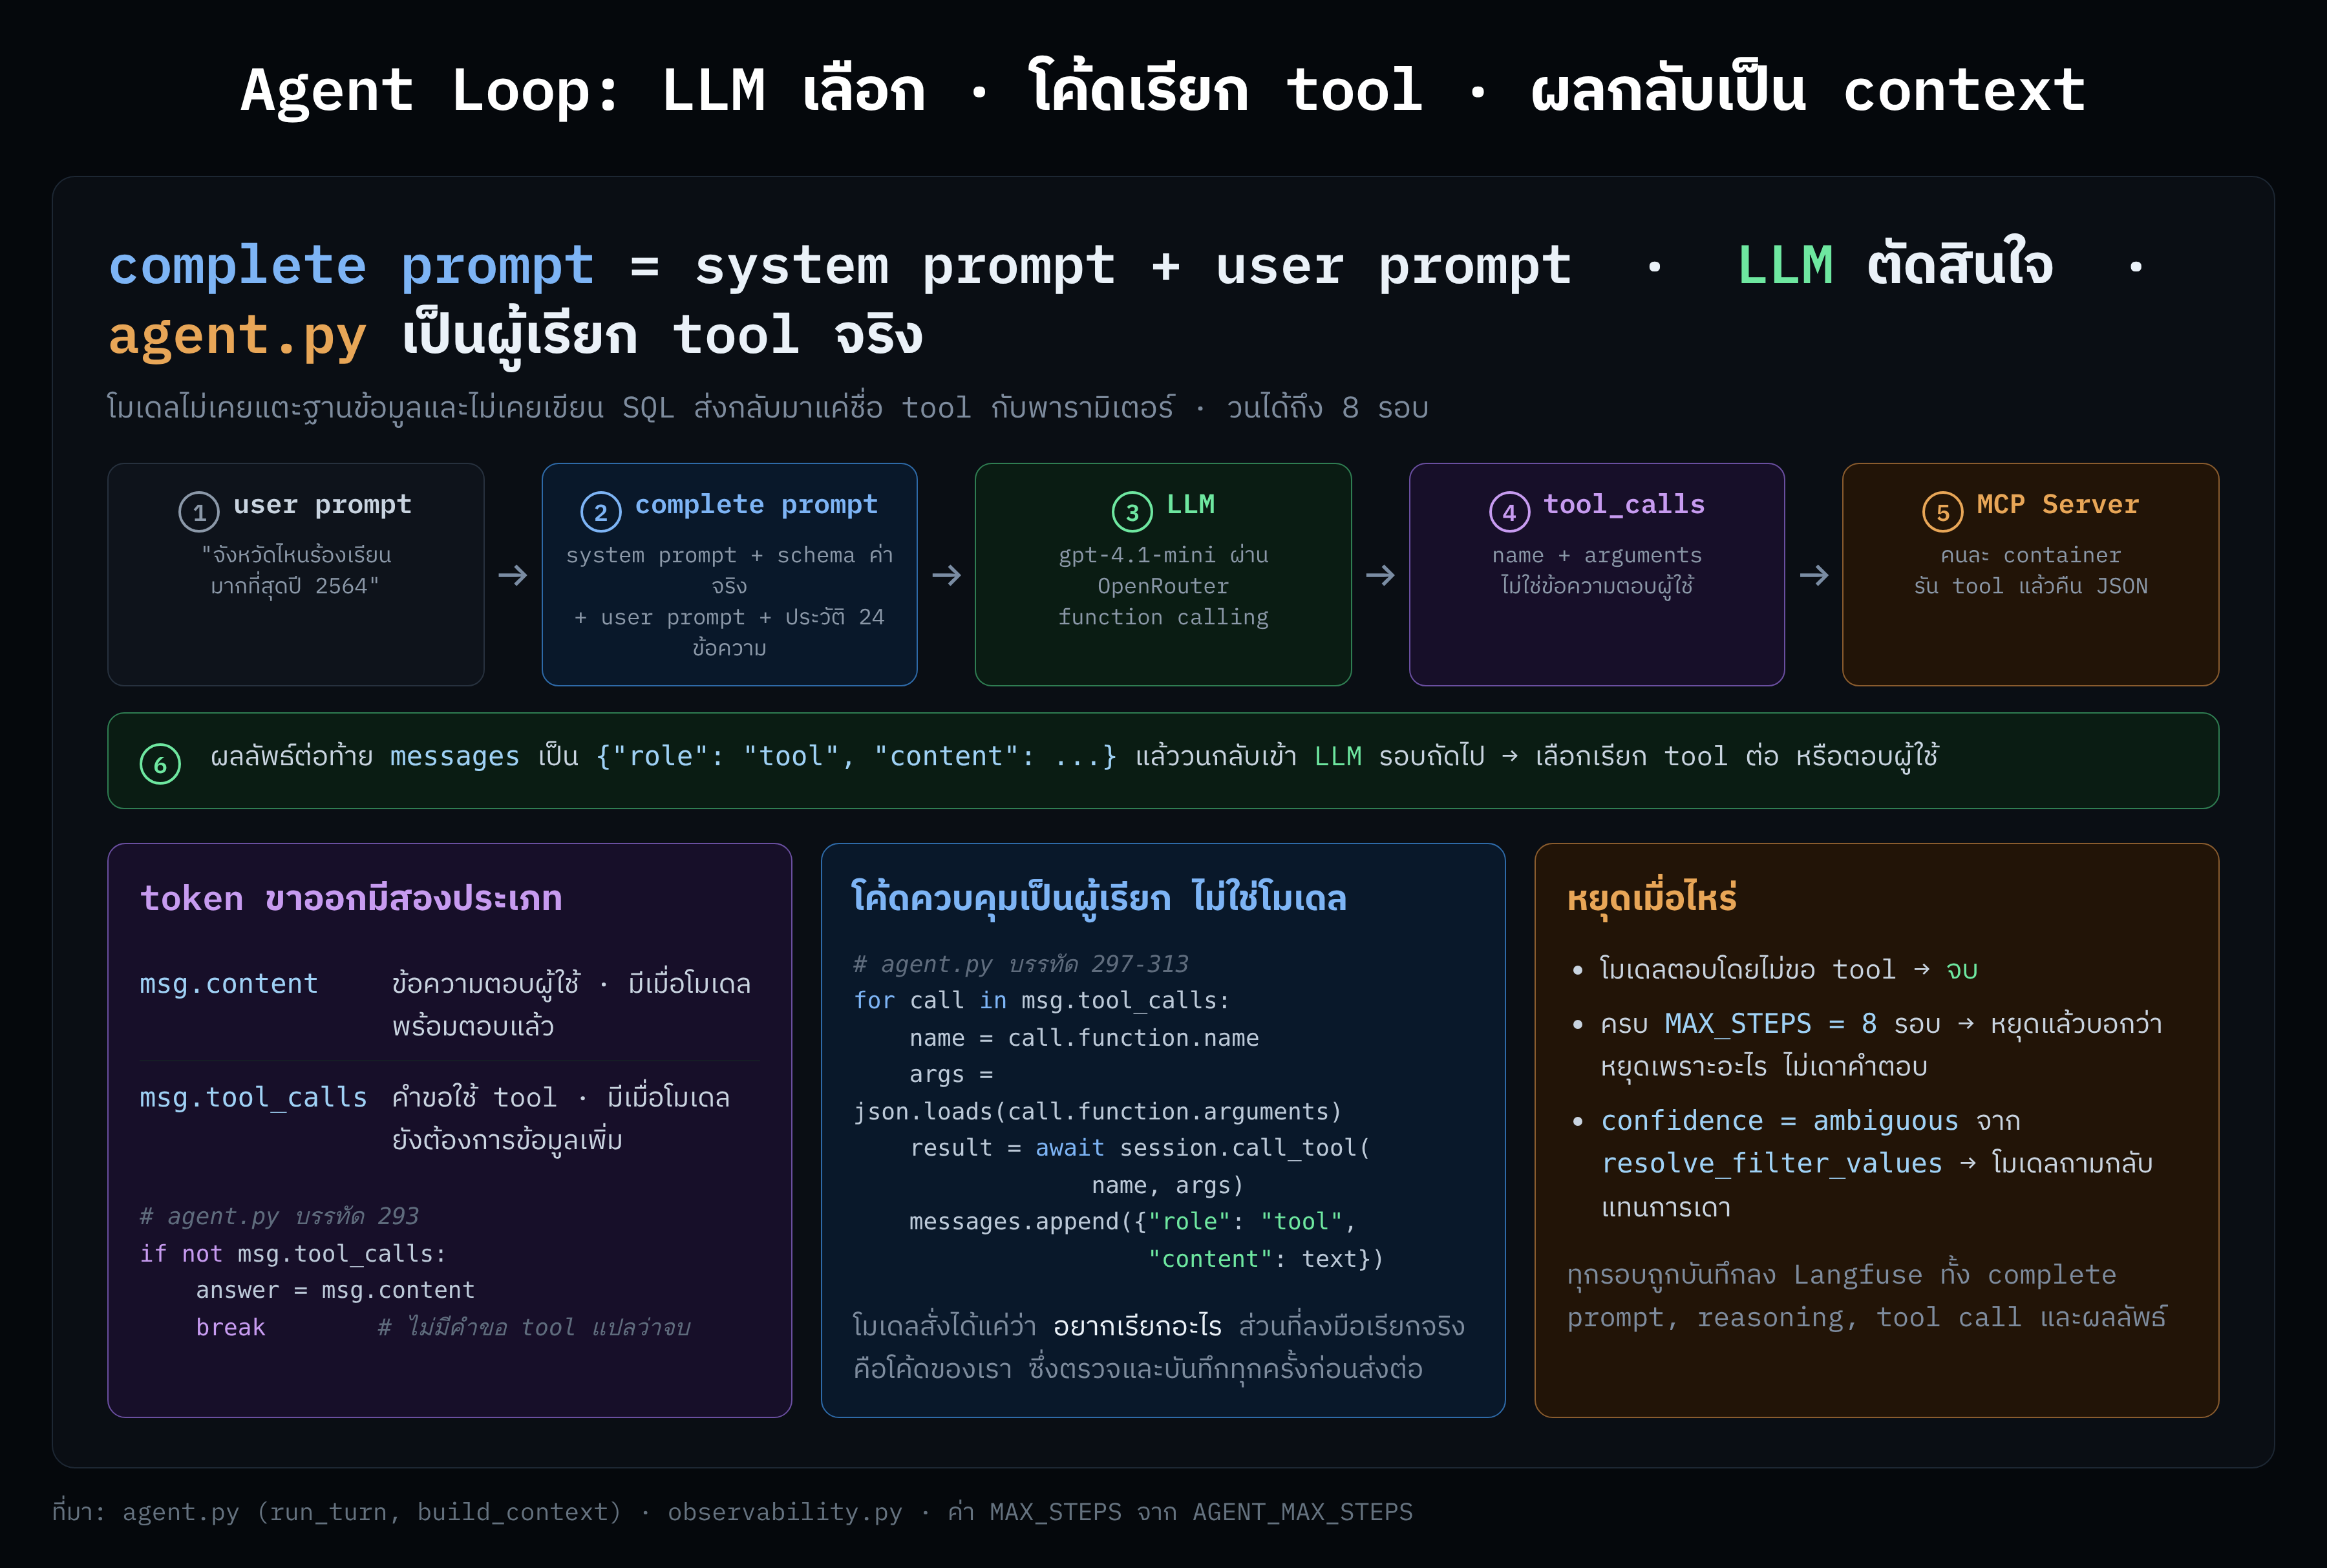 Agent Loop: LLM เลือก · โค้ดเรียก tool · ผลกลับเป็น context
complete prompt = system prompt + user prompt · LLM ตัดสินใจ ·
agent.py เป็นผู้เรียก tool จริง
โมเดลไม่เคยแตะฐานข้อมูลและไม่เคยเขียน SQL ส่งกลับมาแค่ชื่อ tool กับพารามิเตอร์ · วนได้ถึง 8 รอบ
1 user prompt
"จังหวัดไหนร้องเรียน
มากที่สุดปี 2564"
→
2 complete prompt
system prompt + schema ค่า
จริง
+ user prompt + ประวัติ 24
ข้อความ
→
3 LLM
gpt-4.1-mini ผ่าน
OpenRouter
function calling
→
4 tool_calls
name + arguments
ไม่ใช่ข้อความตอบผู้ใช้
→
5 MCP Server
คนละ container
รัน tool แล้วคืน JSON
6 ผลลัพธ์ต่อท้าย messages เป็น {"role": "tool", "content": ...} แล้ววนกลับเข้า LLM รอบถัดไป → เลือกเรียก tool ต่อ หรือตอบผู้ใช้
token ขาออกมีสองประเภท
msg.content ข้อความตอบผู้ใช้ · มีเมื่อโมเดล
พร้อมตอบแล้ว
msg.tool_calls คำขอใช้ tool · มีเมื่อโมเดล
ยังต้องการข้อมูลเพิ่ม
# agent.py บรรทัด 293
if not msg.tool_calls:
    answer = msg.content
    break        # ไม่มีคำขอ tool แปลว่าจบ
โค้ดควบคุมเป็นผู้เรียก ไม่ใช่โมเดล
# agent.py บรรทัด 297-313
for call in msg.tool_calls:
    name = call.function.name
    args =
json.loads(call.function.arguments)
    result = await session.call_tool(
                 name, args)
    messages.append({"role": "tool",
                     "content": text})
โมเดลสั่งได้แค่ว่า อยากเรียกอะไร ส่วนที่ลงมือเรียกจริง
คือโค้ดของเรา ซึ่งตรวจและบันทึกทุกครั้งก่อนส่งต่อ
หยุดเมื่อไหร่
• โมเดลตอบโดยไม่ขอ tool → จบ
• ครบ MAX_STEPS = 8 รอบ → หยุดแล้วบอกว่า
หยุดเพราะอะไร ไม่เดาคำตอบ
• confidence = ambiguous จาก
resolve_filter_values → โมเดลถามกลับ
แทนการเดา
ทุกรอบถูกบันทึกลง Langfuse ทั้ง complete
prompt, reasoning, tool call และผลลัพธ์
ที่มา: agent.py (run_turn, build_context) · observability.py · ค่า MAX_STEPS จาก AGENT_MAX_STEPS